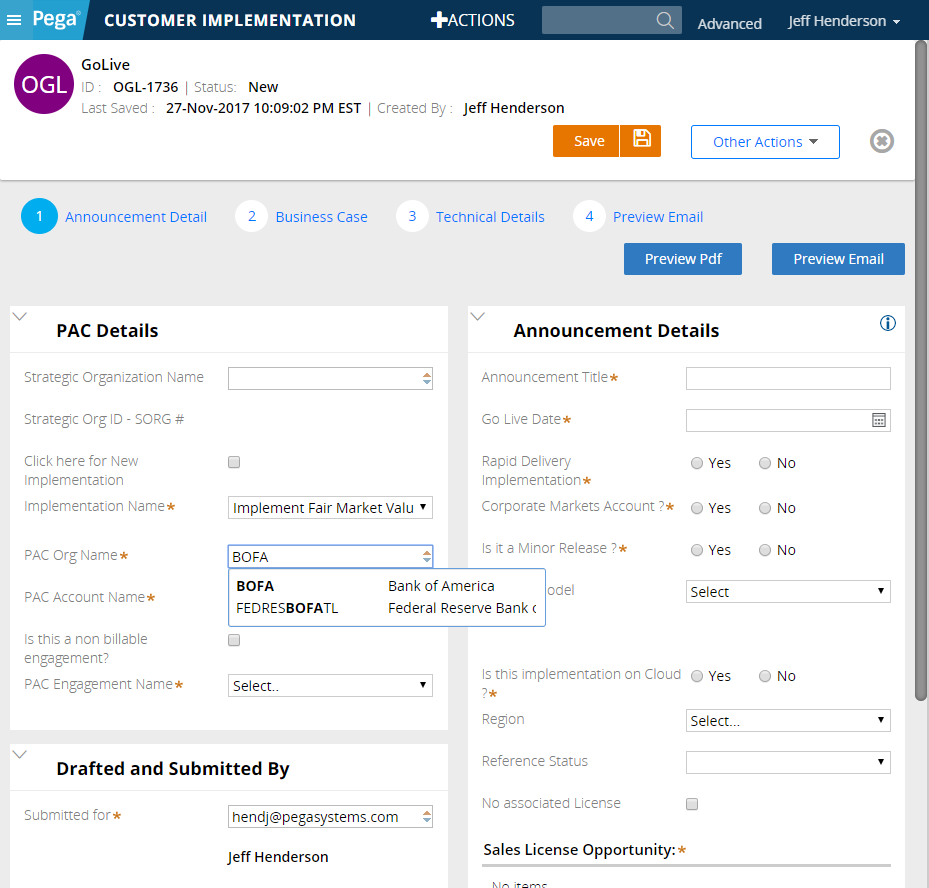 Pega® CUSTOMER IMPLEMENTATION ACTIONS Advanced Jeff Henderson
OGL
GoLive
ID : OGL-1736 | Status: New
Last Saved : 27-Nov-2017 10:09:02 PM EST | Created By : Jeff Henderson
Save Other Actions
1 Announcement Detail 2 Business Case 3 Technical Details 4 Preview Email
Preview Pdf Preview Email
PAC Details
Strategic Organization Name
Strategic Org ID - SORG #
Click here for New
Implementation
Implementation Name* Implement Fair Market Valu
PAC Org Name* BOFA
BOFA Bank of America
FEDRESBOFATL Federal Reserve Bank
PAC Account Name*
Is this a non billable
engagement?
PAC Engagement Name* Select..
Drafted and Submitted By
Submitted for* hendj@pegasystems.com
Jeff Henderson
Announcement Details
Announcement Title*
Go Live Date*
Rapid Delivery
Implementation* Yes No
Corporate Markets Account ?* Yes No
Is it a Minor Release ?* Yes No
odel Select
Is this implementation on Cloud
?* Yes No
Region Select...
Reference Status
No associated License
Sales License Opportunity:*
No items